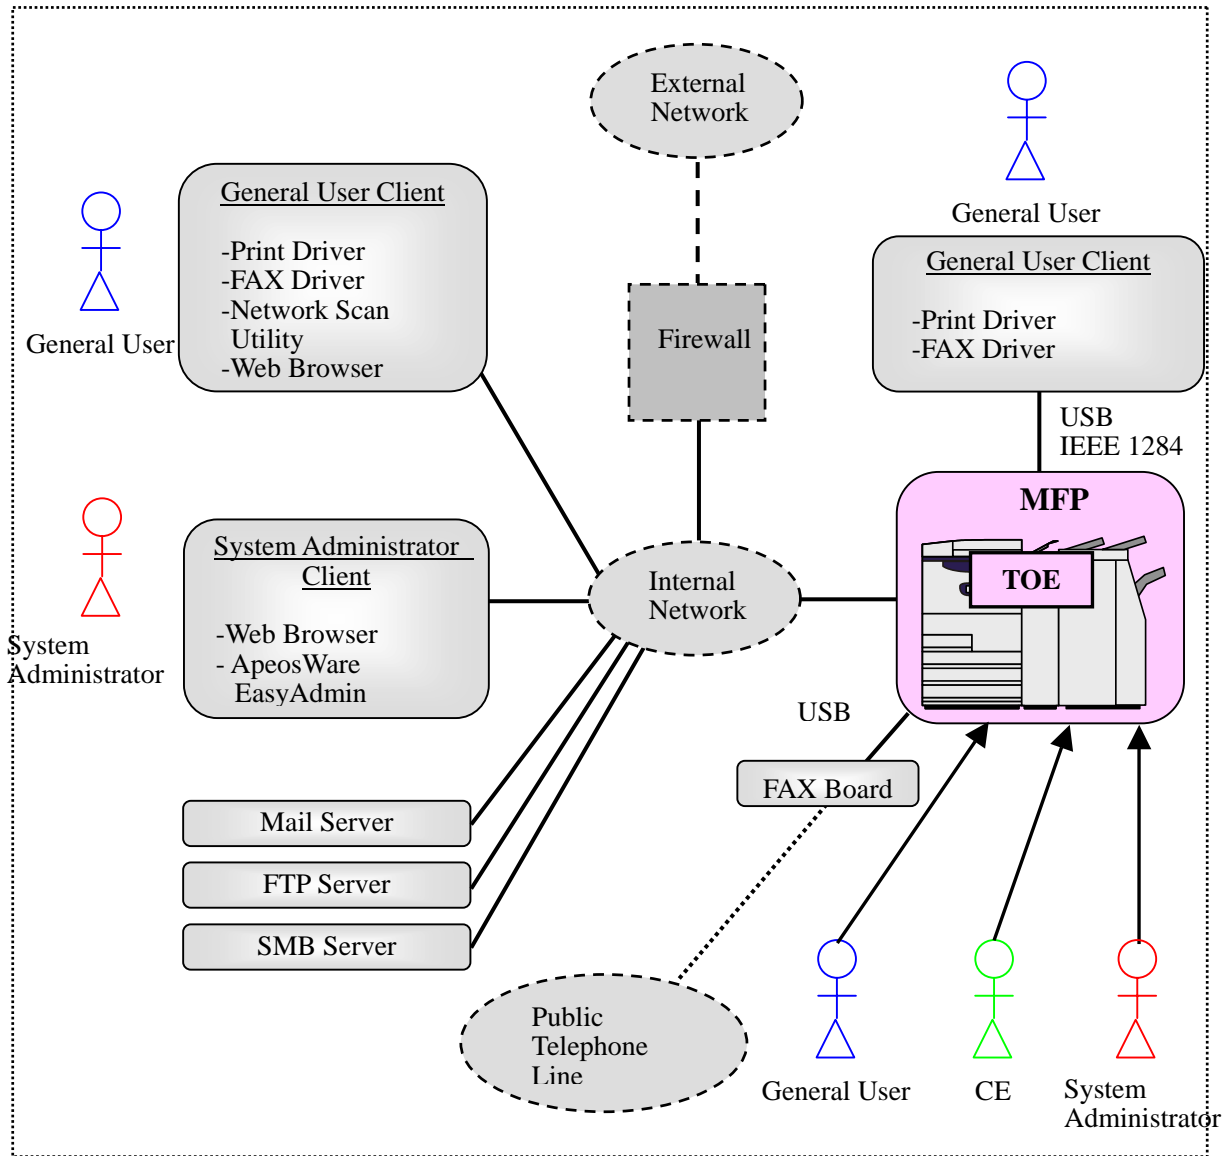 External
Network
General User
General User Client
-Print Driver
-FAX Driver
-Network Scan
Utility
-Web Browser
General User
General User Client
-Print Driver
-FAX Driver
Firewall
USB
IEEE 1284
MFP
TOE
System
Administrator
System Administrator
Client
-Web Browser
- ApeosWare
EasyAdmin
Internal
Network
USB
FAX Board
Mail Server
FTP Server
SMB Server
Public
Telephone
Line
General User
CE
System
Administrator